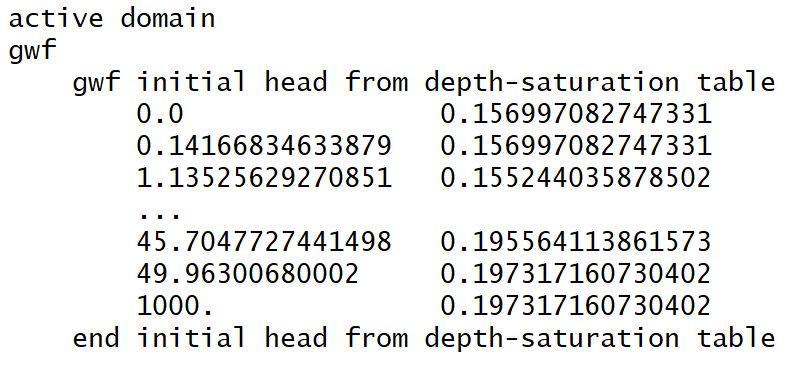 active domain
gwf
gwf initial head from depth-saturation table
0.0 0.156997082747331
0.14166834633879 0.156997082747331
1.13525629270851 0.155244035878502
...
45.7047727441498 0.195564113861573
49.96300680002 0.197317160730402
1000. 0.197317160730402
end initial head from depth-saturation table